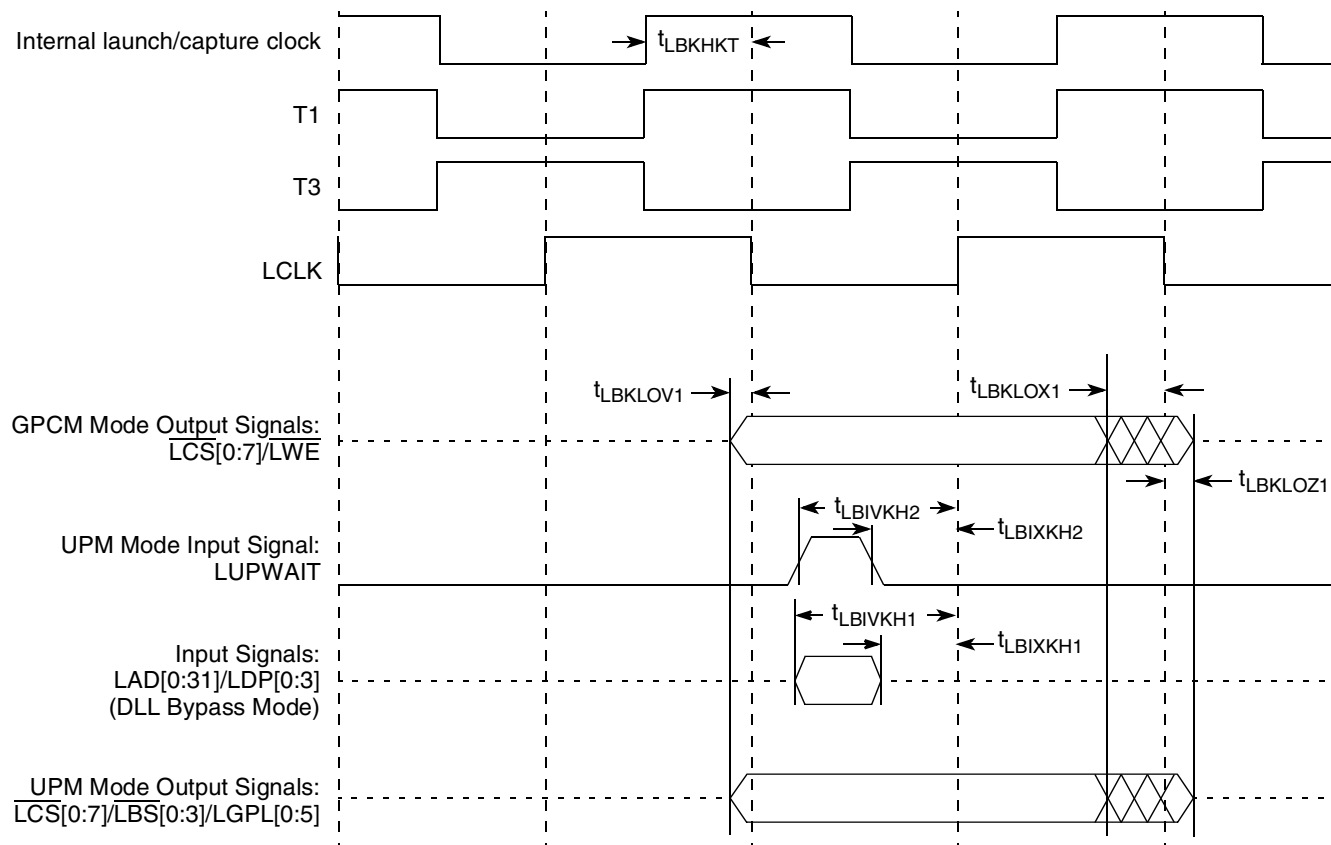 Internal launch/capture clock
tLBKHKT
T1
T3
LCLK
tLBKLOV1
tLBKLOX1
GPCM Mode Output Signals:
LCS[0:7]/LWE
tLBKLOZ1
tLBIVKH2
tLBIXKH2
UPM Mode Input Signal:
LUPWAIT
tLBIVKH1
tLBIXKH1
Input Signals:
LAD[0:31]/LDP[0:3]
(DLL Bypass Mode)
UPM Mode Output Signals:
LCS[0:7]/LBS[0:3]/LGPL[0:5]